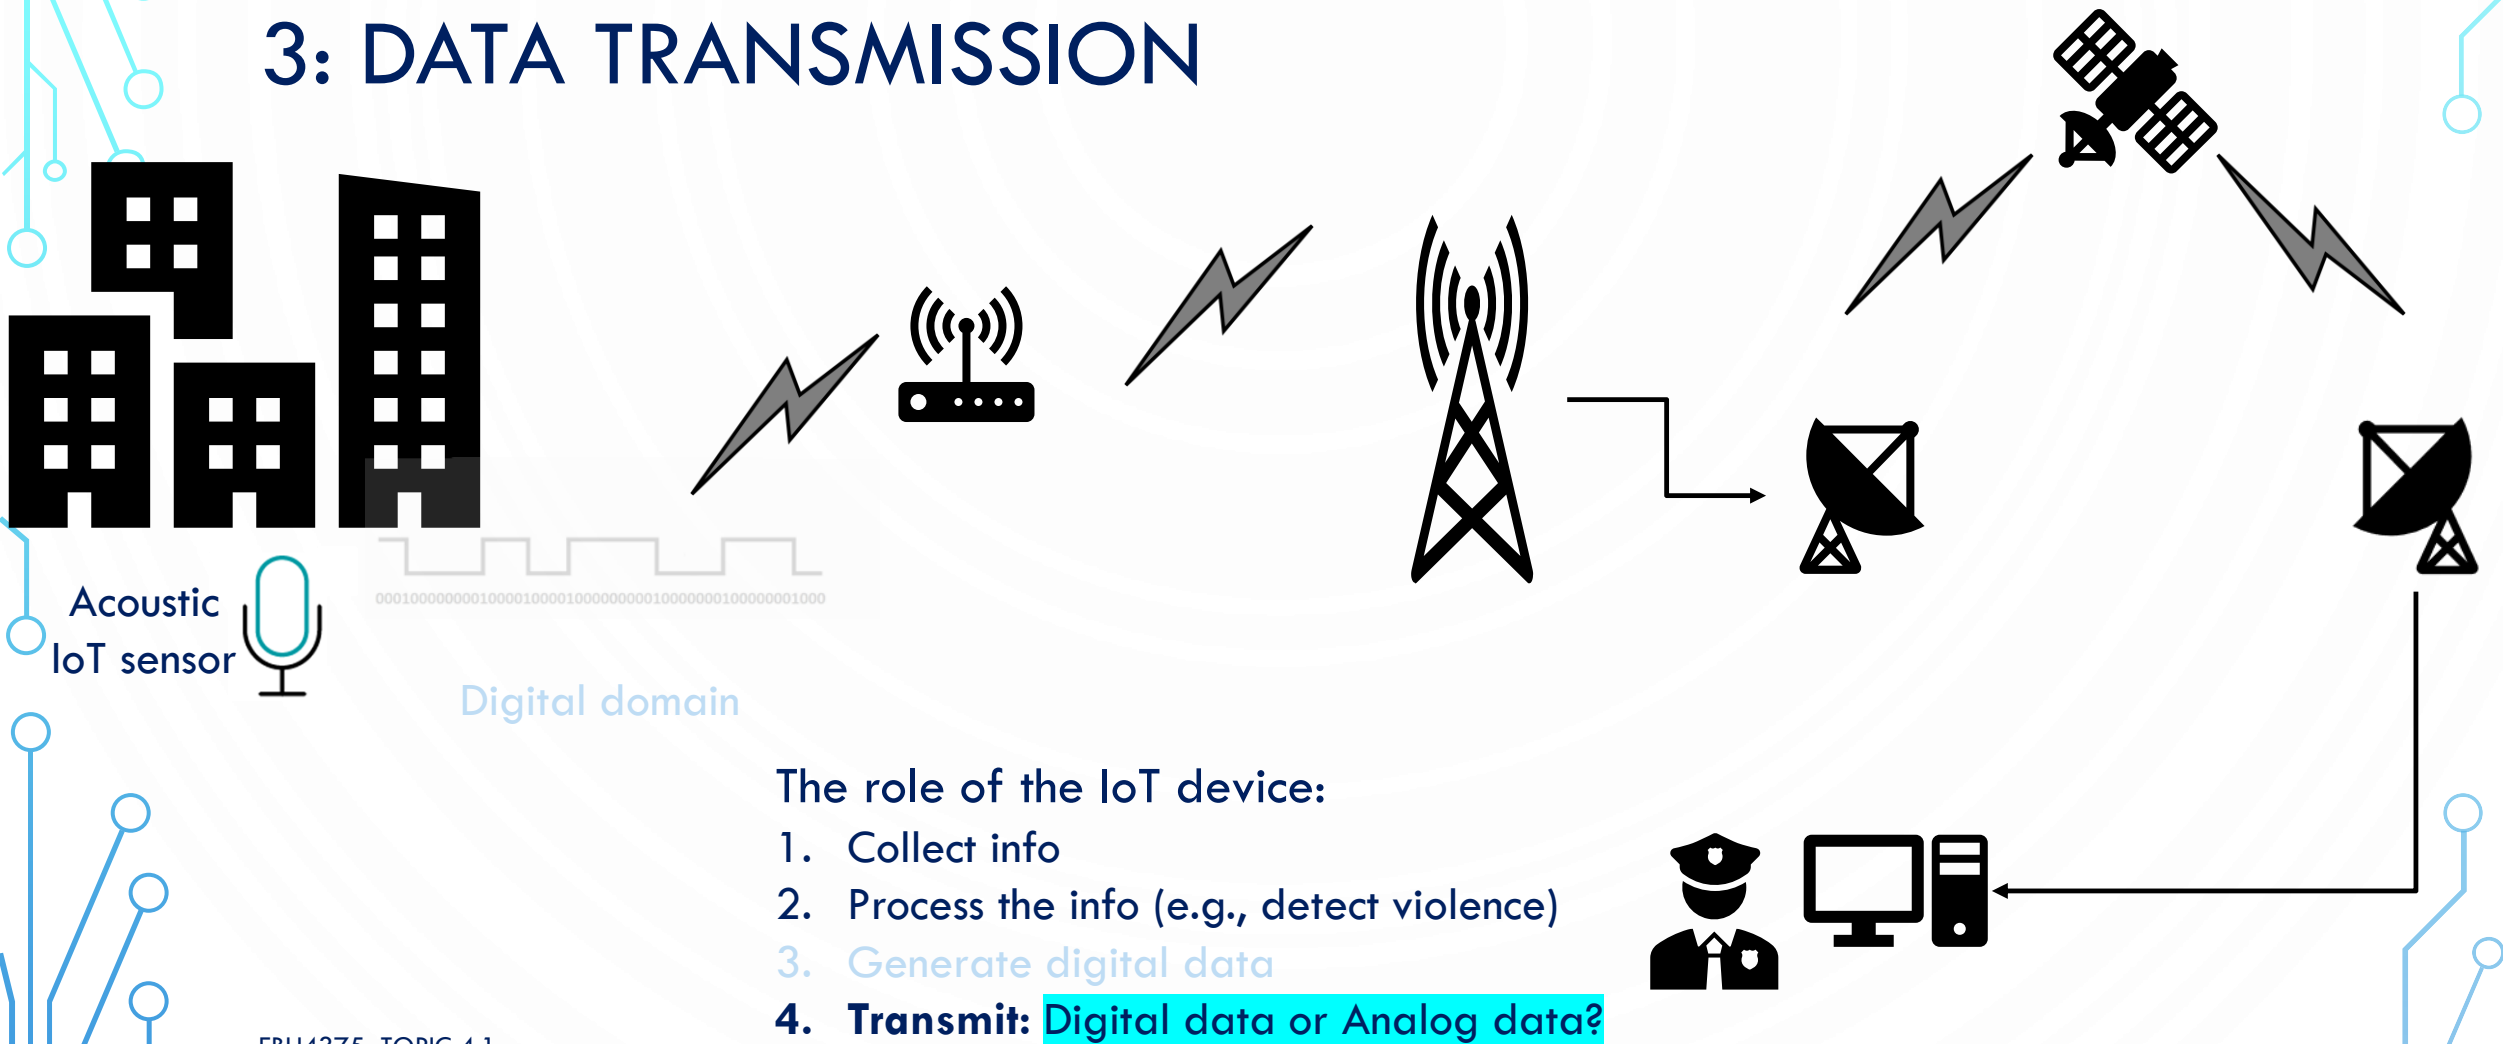 3: DATA TRANSMISSION
Acoustic
IoT sensor
Digital domain
The role of the IoT device:
1. Collect info
2. Process the info (e.g., detect violence)
3. Generate digital data
4. Transmit: Digital data or Analog data?